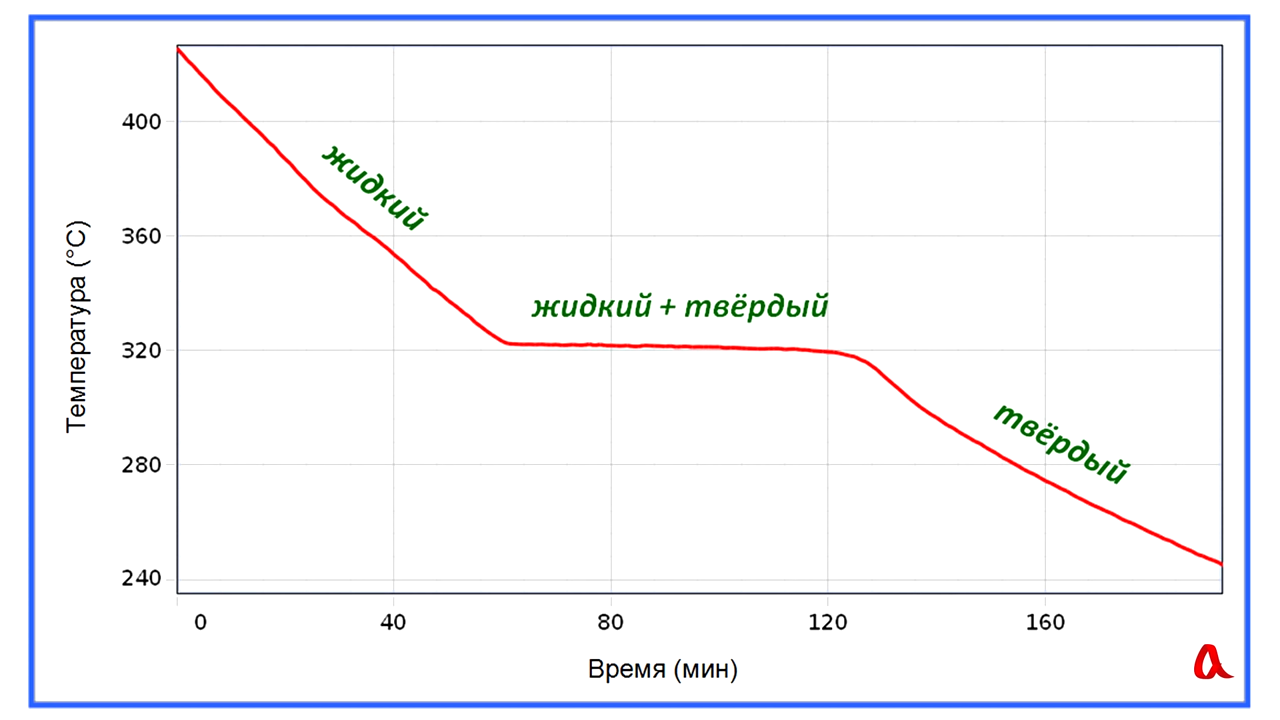 400
жидкий
360
жидкий + твёрдый
320
твёрдый
280
240
Температура (°C)
0 40 80 120 160
Время (мин)
a